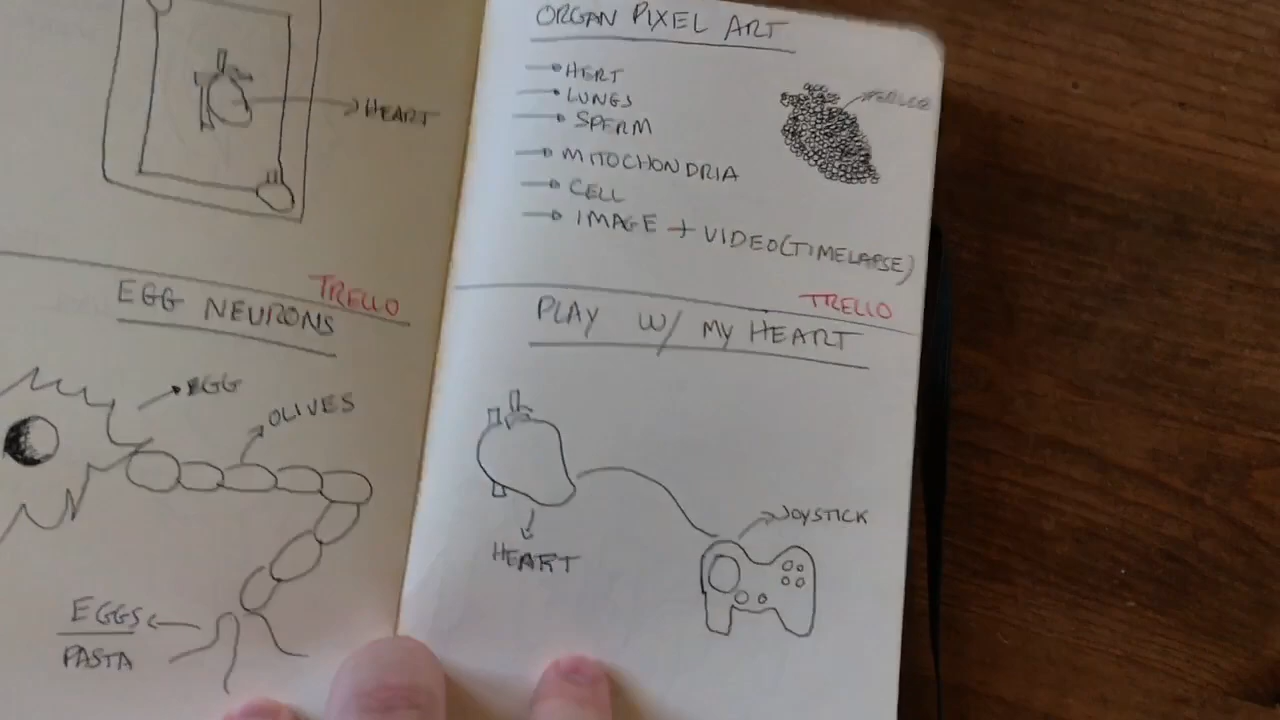 HEART
TRELLO
EGG NEURONS
EGG
OLIVES
EGGS
PASTA
ORGAN PIXEL ART
HERT
LUNGS
SPERM
MITOCHONDRIA
CELL
IMAGE + VIDEO(TIMELAPSE)
TRELLO
PLAY W/ MY HEART
HEART
JOYSTICK